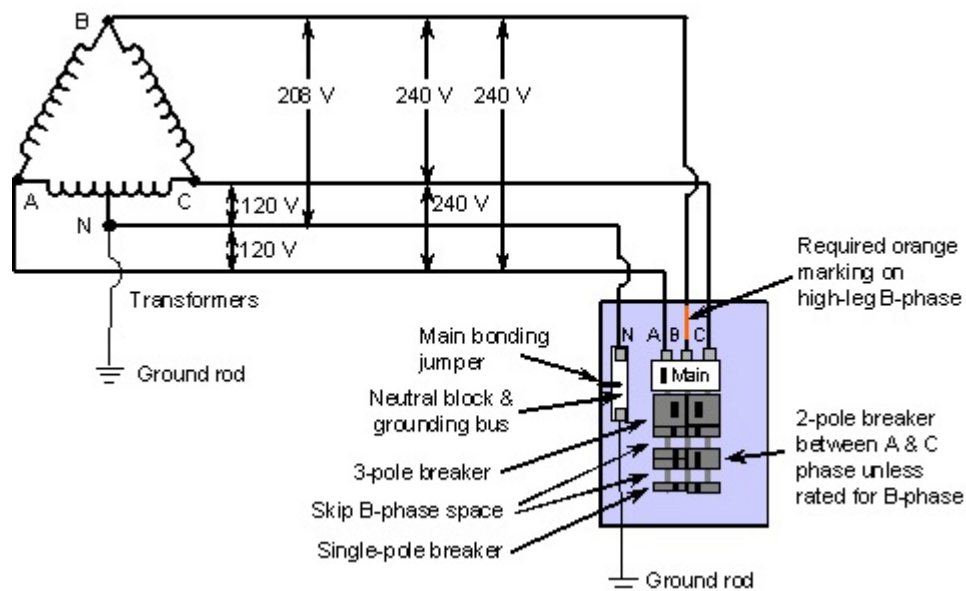 B
208 V
240 V
240 V
A
C
N
120 V
240 V
120 V
Transformers
Ground rod
Required orange
marking on
high-leg B-phase
N A B C
Main bonding
jumper
Main
Neutral block &
grounding bus
3-pole breaker
Skip B-phase space
Single-pole breaker
2-pole breaker
between A & C
phase unless
rated for B-phase
Ground rod